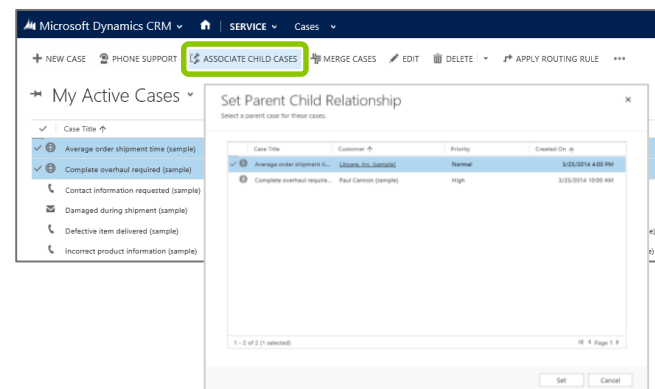 Microsoft Dynamics CRM SERVICE Cases
NEW CASE PHONE SUPPORT ASSOCIATE CHILD CASES MERGE CASES EDIT DELETE APPLY ROUTING RULE •••
My Active Cases
Case Title ↑
Average order shipment time (sample)
Complete overhaul required (sample)
Contact information requested (sample)
Damaged during shipment (sample)
Defective item delivered (sample)
Incorrect product information (sample)
Set Parent Child Relationship ×
Select a parent case for these cases.
Case Title Customer ↑ Priority Created On
Average order shipment ti... Litware, Inc. (sample) Normal 3/25/2014 4:00 PM
Complete overhaul require... Paul Cannon (sample) High 3/25/2014 10:00 AM
1 - 2 of 2 (1 selected) Page 1
Set Cancel
e)
e)